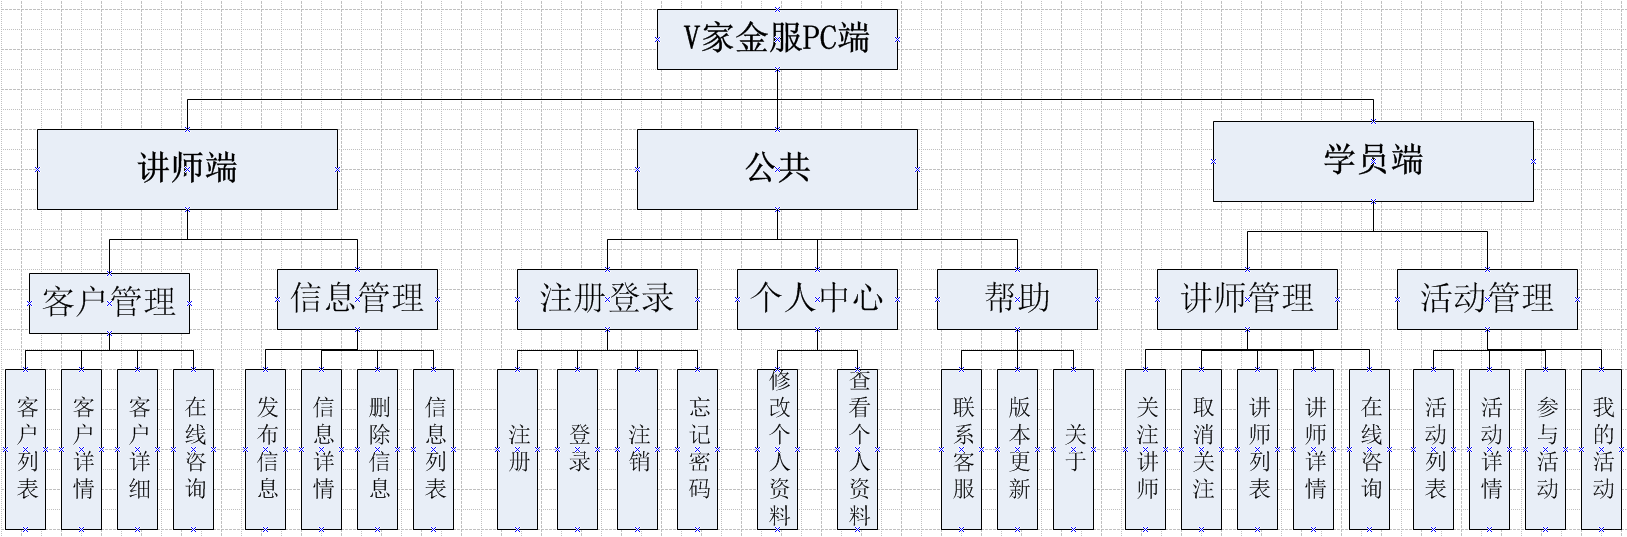 V家金服PC端
讲师端
公共
学员端
客户管理
信息管理
注册登录
个人中心
帮助
讲师管理
活动管理
客户列表
客户详情
客户详细
在线咨询
发布信息
信息详情
删除信息
信息列表
注册
登录
注销
忘记密码
修改个人资料
查看个人资料
联系客服
版本更新
关于
关注讲师
取消关注
讲师列表
讲师详情
在线咨询
活动列表
活动详情
参与活动
我的活动